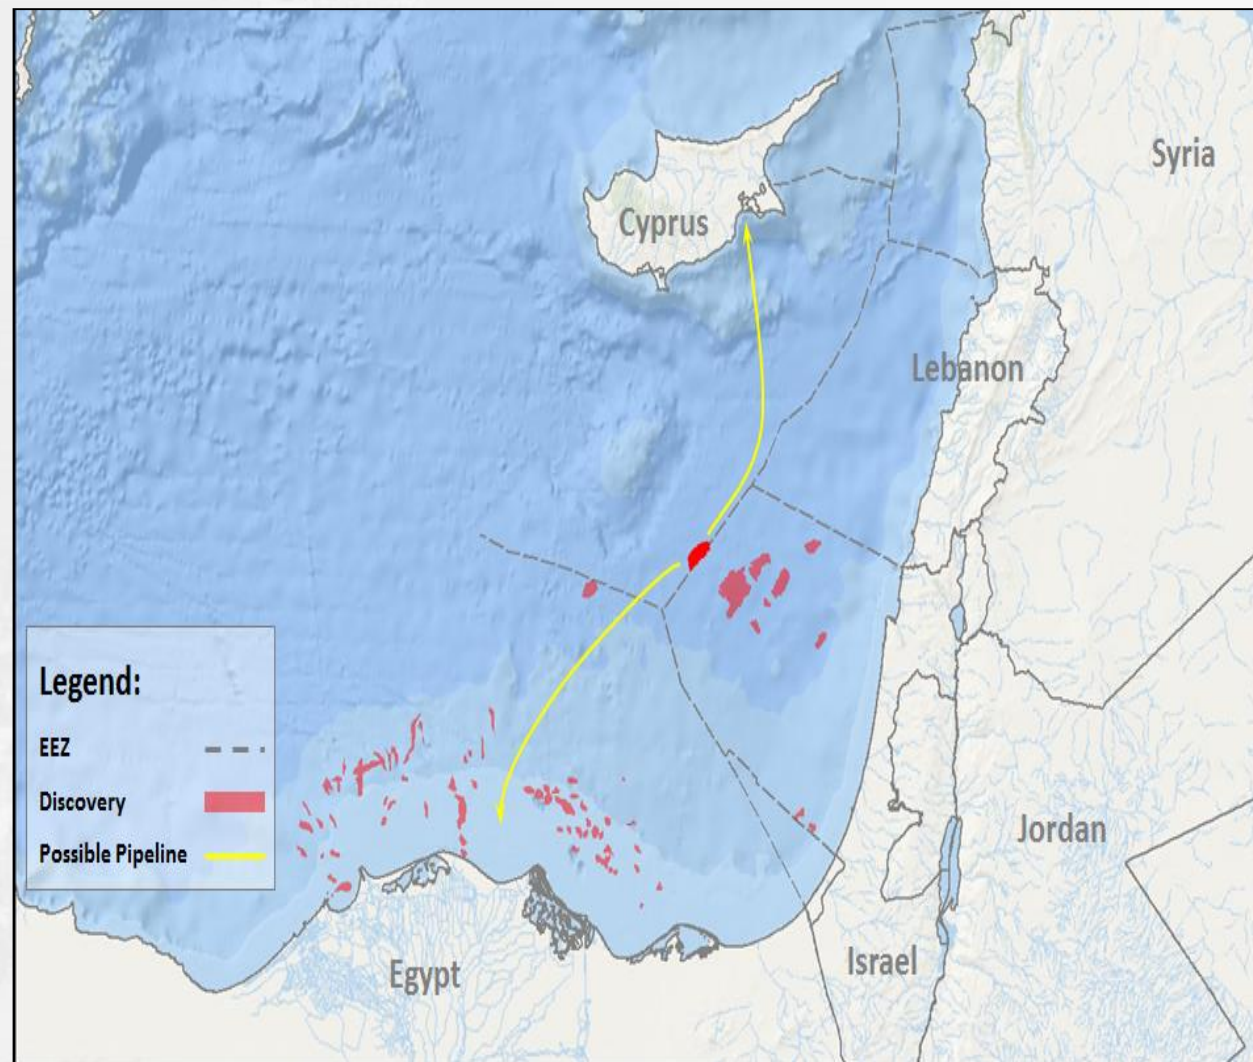 Syria
Cyprus
Lebanon
Legend:
EEZ
Discovery
Possible Pipeline
Jordan
Israel
Egypt